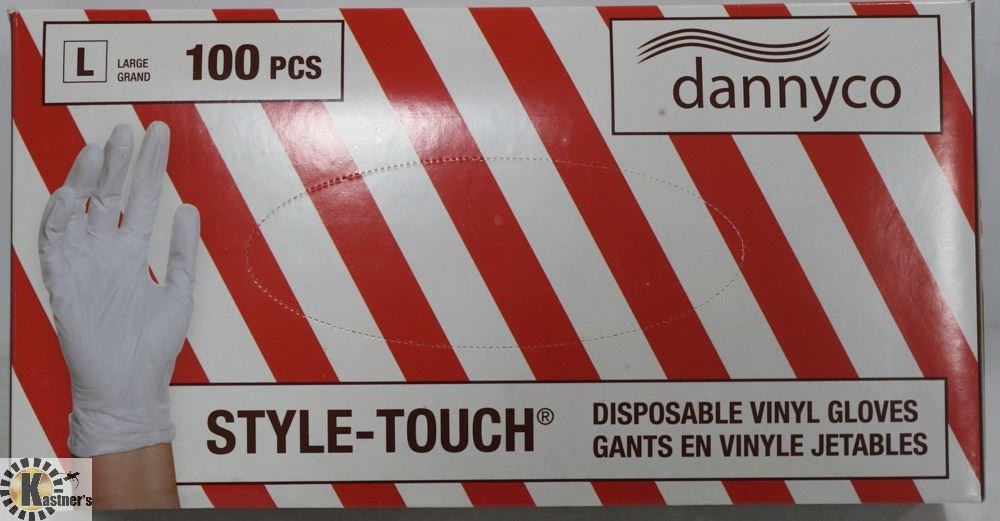 L
LARGE
GRAND
100 PCS
dannyco
STYLE-TOUCH®
DISPOSABLE VINYL GLOVES
GANTS EN VINYLE JETABLES
Kastner's